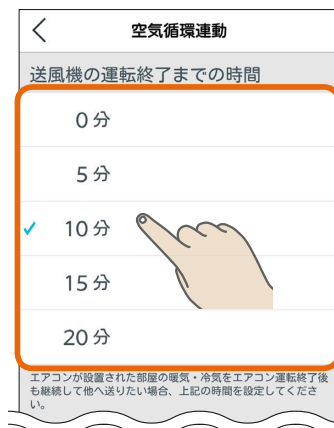 空気循環連動
送風機の運転終了までの時間
0分
5分
10分
15分
20分
エアコンが設置された部屋の暖気・冷気をエアコン運転終了後
も継続して他へ送りたい場合、上記の時間を設定してくださ
い。